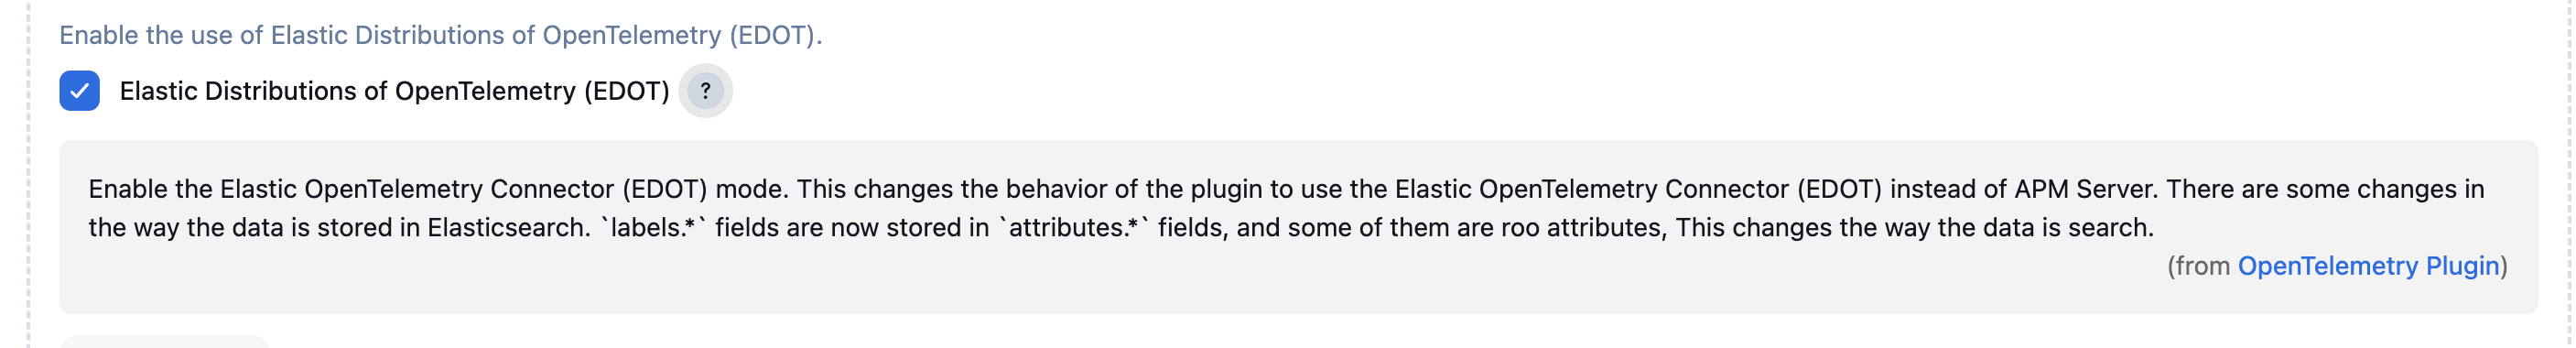 Enable the use of Elastic Distributions of OpenTelemetry (EDOT).
Elastic Distributions of OpenTelemetry (EDOT) ?
Enable the Elastic OpenTelemetry Connector (EDOT) mode. This changes the behavior of the plugin to use the Elastic OpenTelemetry Connector (EDOT) instead of APM Server. There are some changes in
the way the data is stored in Elasticsearch. `labels.*` fields are now stored in `attributes.*` fields, and some of them are roo attributes, This changes the way the data is search.
(from OpenTelemetry Plugin)